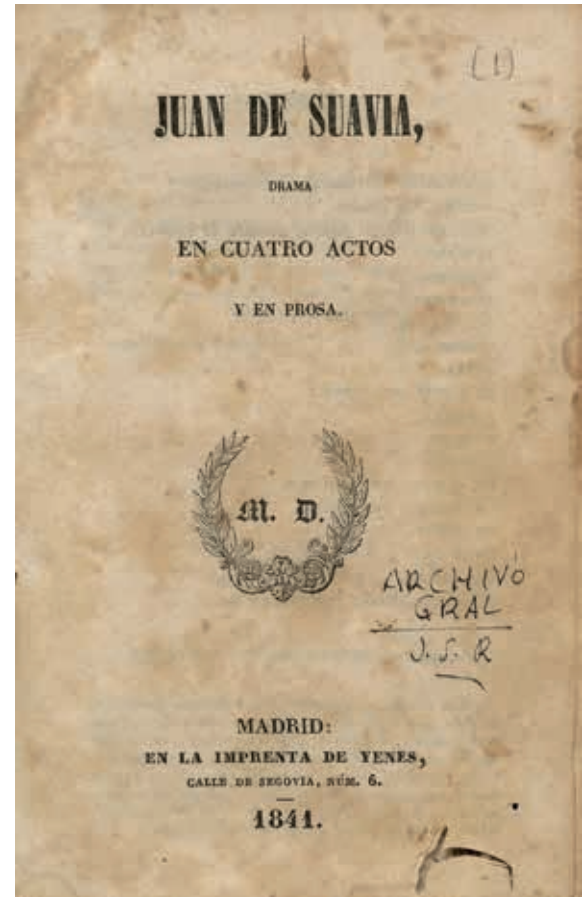 (1)
JUAN DE SUAVIA,
DRAMA
EN CUATRO ACTOS
Y EN PROSA.
M. D.
ARCHIVO
GRAL
J. S. R
MADRID:
EN LA IMPRENTA DE YENES,
CALLE DE SEGOVIA, NÚM. 6.
1841.